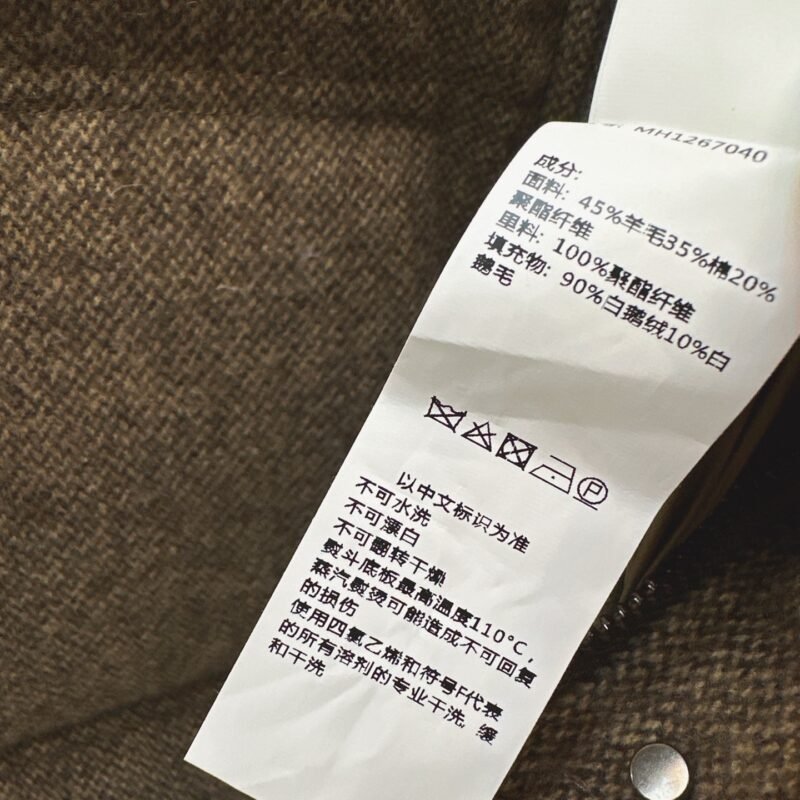 MH1267040
成分:
面料: 45%羊毛35%棉20%
聚酯纤维
里料: 100%聚酯纤维
填充物: 90%白鹅绒10%白
鹅毛
P
以中文标识为准
不可水洗
不可漂白
不可翻转干燥
熨斗底板最高温度110°C,
蒸汽熨烫可能造成不可回复
的损伤
使用四氯乙烯和符号F代表
的所有溶剂的专业干洗, 缓
和干洗